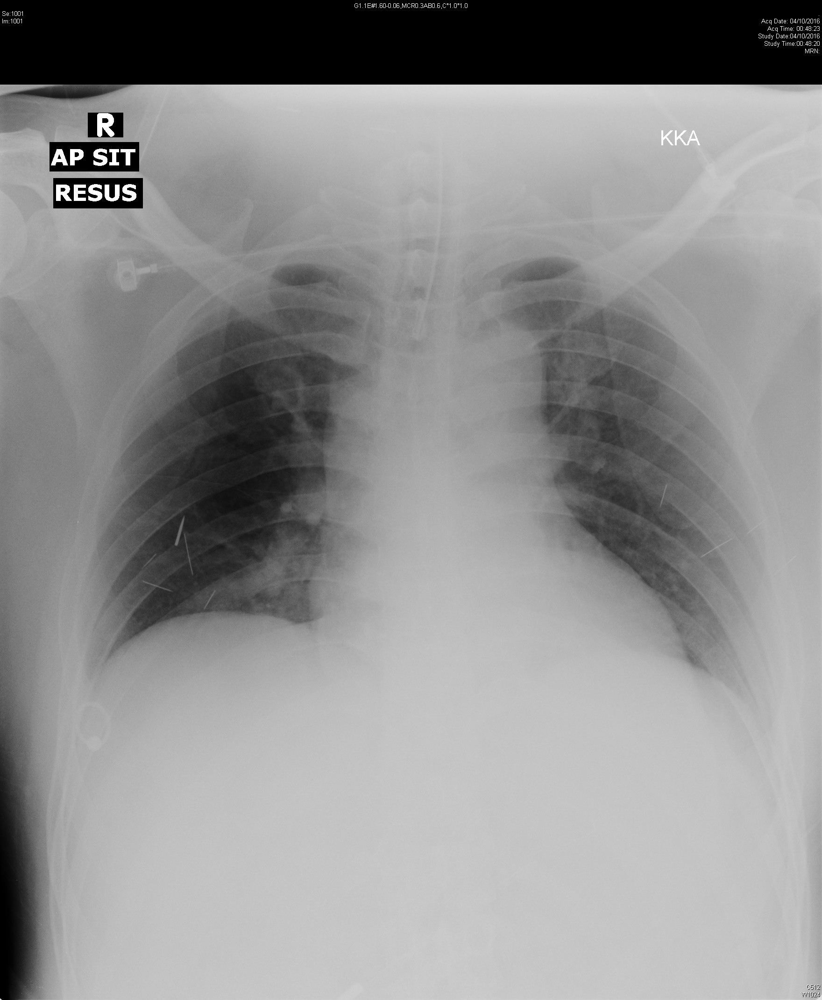 G1.1E#1.60-0.06,MCR0.3AB0.6,C*1.0*1.0
Se:1001
Im:1001
.
Acq Date: 04/10/2016
Acq Time: 00:48:23
Study Date:04/10/2016
Study Time:00:48:20
MRN:
R
AP SIT
RESUS
KKA
C512
W1024